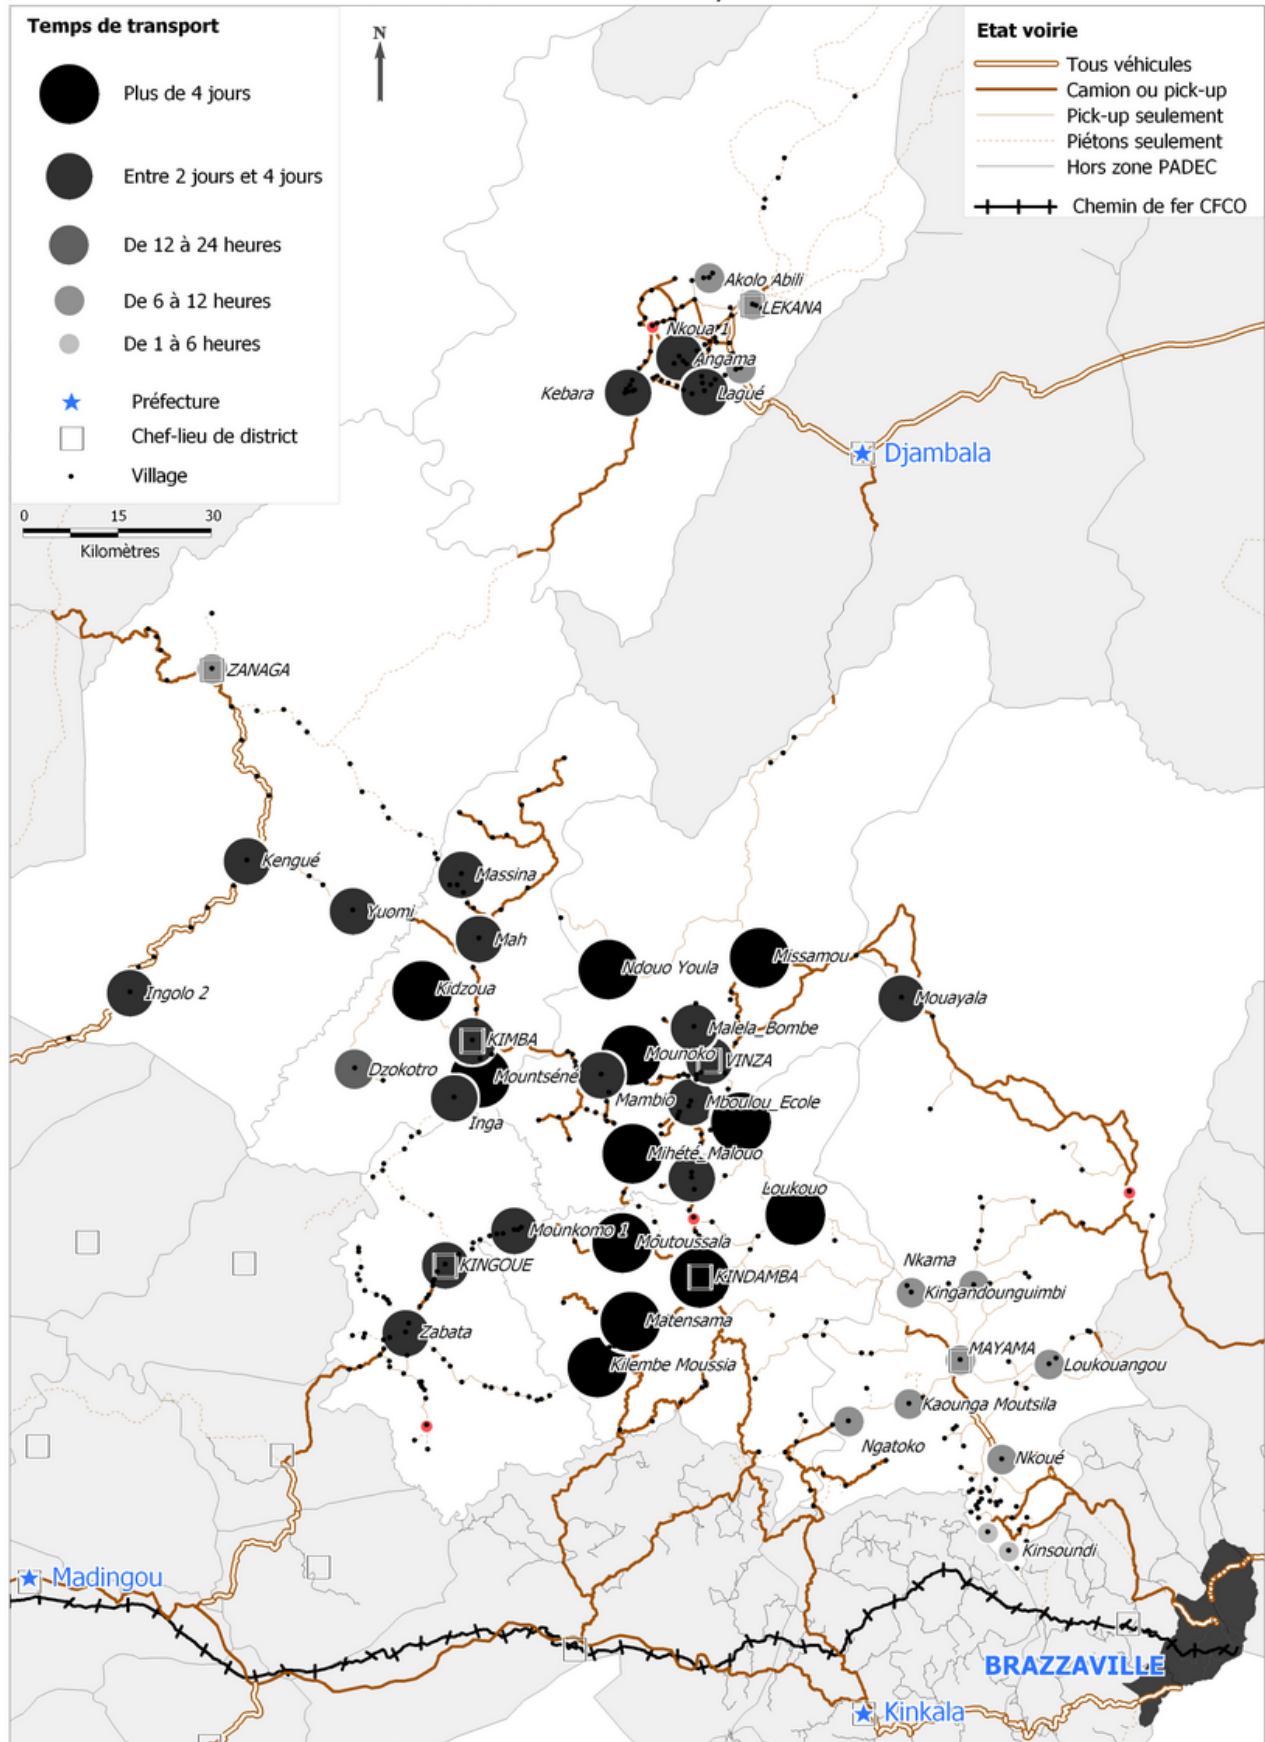 Temps de transport
Plus de 4 jours
Entre 2 jours et 4 jours
De 12 à 24 heures
De 6 à 12 heures
De 1 à 6 heures
Préfecture
Chef-lieu de district
Village
0 15 30
Kilomètres
N
Etat voirie
Tous véhicules
Camion ou pick-up
Pick-up seulement
Piétons seulement
Hors zone PADEC
Chemin de fer CFCO
Akolo Abili
LEKANA
Nkoua 1
Angama
Kebara
Lagué
Djambala
ZANAGA
Kengué
Massina
Yuomi
Mah
Missamou
Ndouo Youla
Kidzoua
Ingolo 2
Mouayala
Malela_Bombe
KIMBA
Mounoko
VINZA
Dzokotro
Mountséné
Mambio
Mboulou_Ecole
Inga
Mihété_Malouo
Loukouo
Mounkomo 1
Moutoussala
KINGOUE
KINDAMBA
Nkama
Kingandounguimbi
Matensama
Zabata
MAYAMA
Kilembe Moussia
Loukouangou
Kaounga Moutsila
Ngatoko
Nkoué
Kinsoundi
Madingou
BRAZZAVILLE
Kinkala